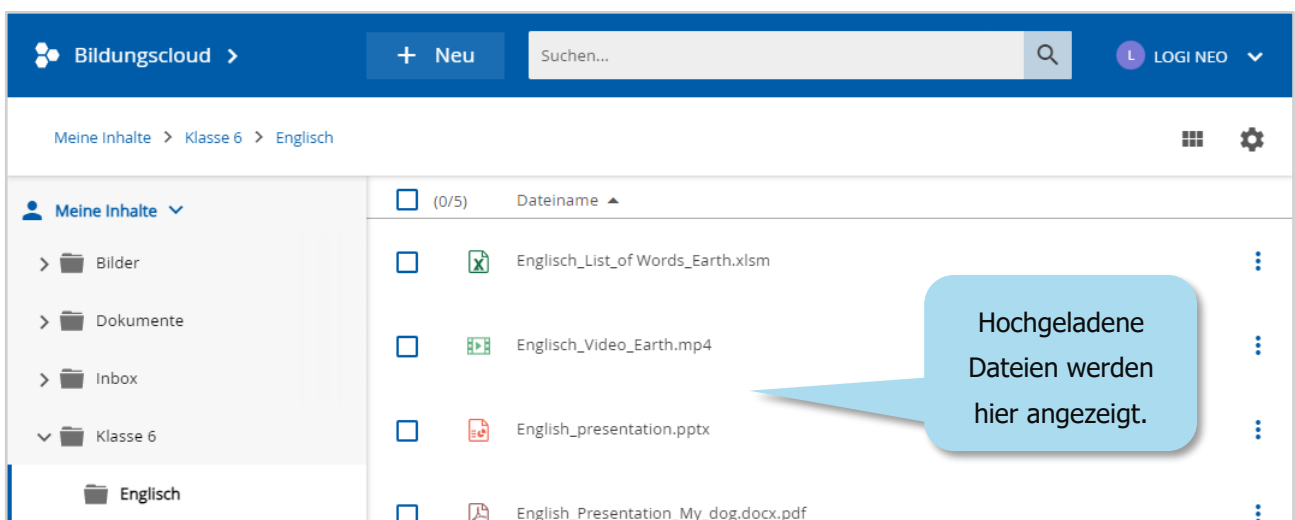 Bildungscloud
+ Neu
Suchen...
L LOGI NEO
Meine Inhalte > Klasse 6 > Englisch
Meine Inhalte
(0/5) Dateiname
Bilder
Englisch_List_of Words_Earth.xlsm
Dokumente
Englisch_Video_Earth.mp4
Inbox
Klasse 6
English_presentation.pptx
Englisch
English_Presentation_My_dog.docx.pdf
Hochgeladene
Dateien werden
hier angezeigt.